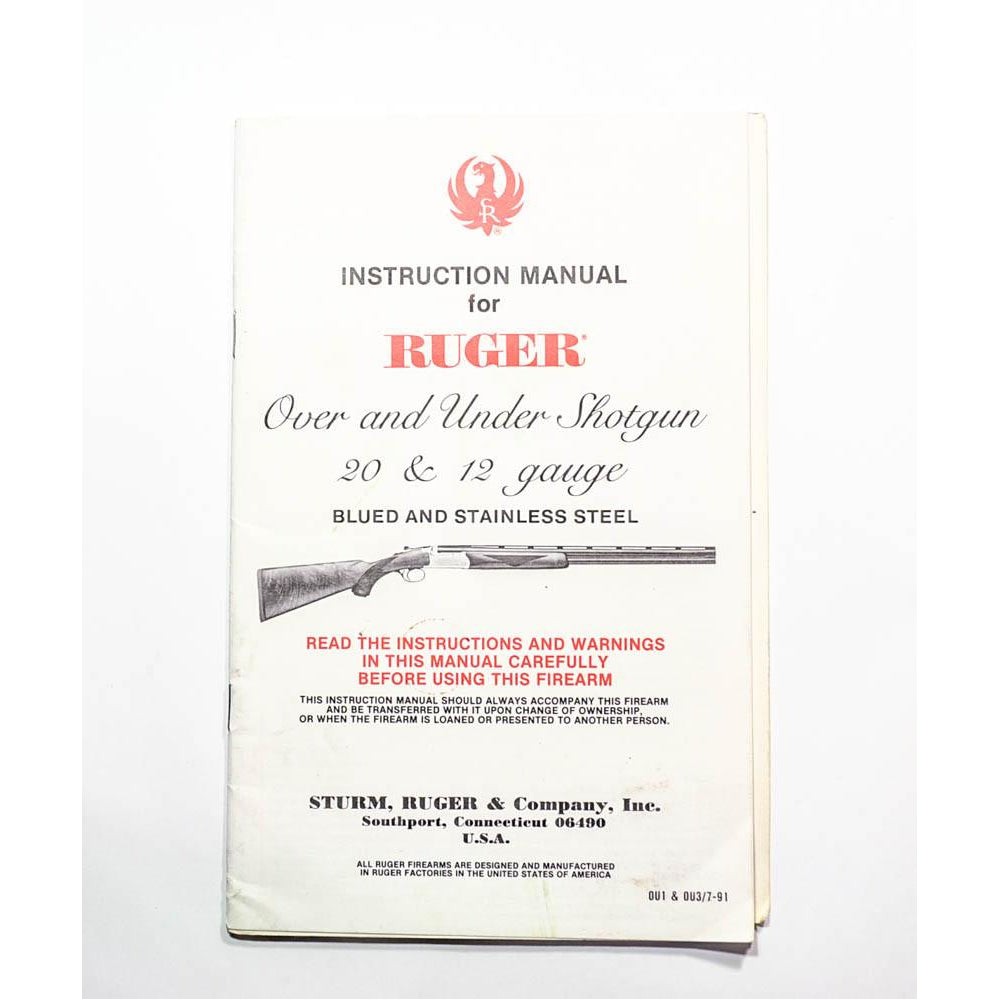 SR
®
INSTRUCTION MANUAL
for
RUGER®
Over and Under Shotgun
20 & 12 gauge
BLUED AND STAINLESS STEEL
READ THE INSTRUCTIONS AND WARNINGS
IN THIS MANUAL CAREFULLY
BEFORE USING THIS FIREARM
THIS INSTRUCTION MANUAL SHOULD ALWAYS ACCOMPANY THIS FIREARM
AND BE TRANSFERRED WITH IT UPON CHANGE OF OWNERSHIP,
OR WHEN THE FIREARM IS LOANED OR PRESENTED TO ANOTHER PERSON.
STURM, RUGER & Company, Inc.
Southport, Connecticut 06490
U.S.A.
ALL RUGER FIREARMS ARE DESIGNED AND MANUFACTURED
IN RUGER FACTORIES IN THE UNITED STATES OF AMERICA
OU1 & OU3/7-91